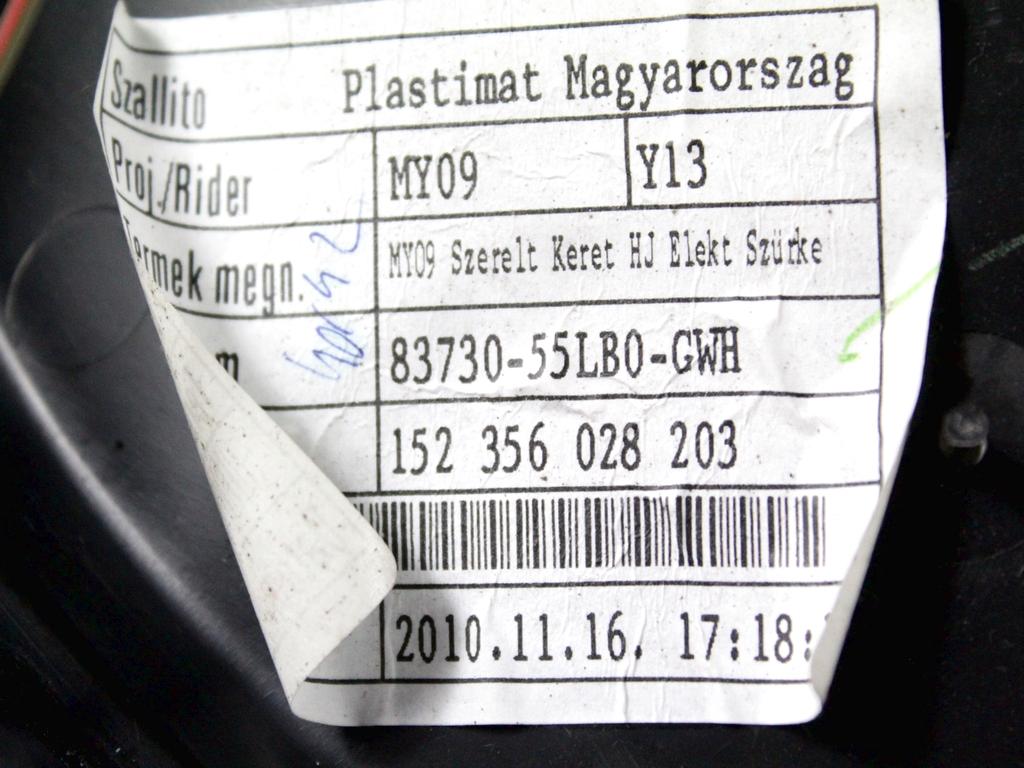 Szallito Plastimat Magyarorszag
Proj./Rider MY09 Y13
megn. MY09 Szerelt Keret HJ Elekt Szürke
83730-55LB0-GWH
152 356 028 203
2010.11.16. 17:18: